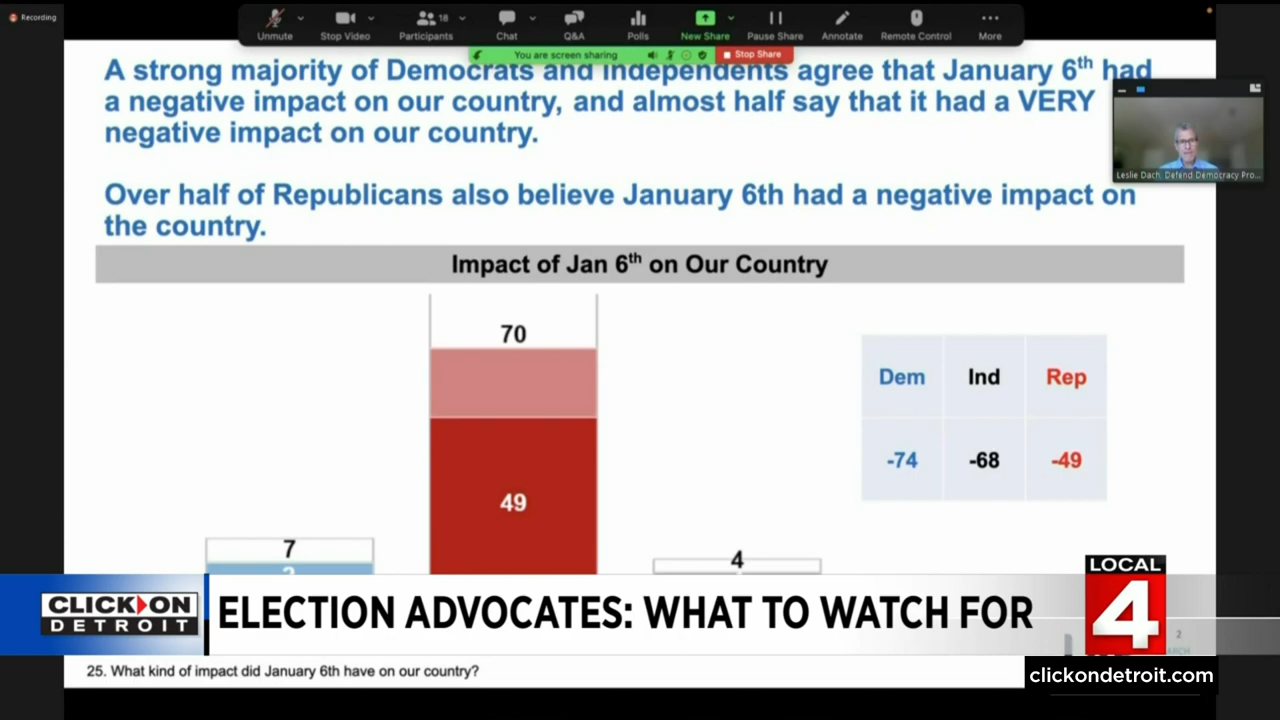 Recording
Unmute
Stop Video
18
Participants
Chat
Q&A
Polls
New Share
Pause Share
Annotate
Remote Control
More
You are screen sharing
Stop Share
A strong majority of Democrats and Independents agree that January 6th had
a negative impact on our country, and almost half say that it had a VERY
negative impact on our country.
Leslie Dach, Defend Democracy Pro...
Over half of Republicans also believe January 6th had a negative impact on
the country.
Impact of Jan 6th on Our Country
70
49
7
4
Dem Ind Rep
-74 -68 -49
CLICK ON
DETROIT
ELECTION ADVOCATES: WHAT TO WATCH FOR
LOCAL
4
2
25. What kind of impact did January 6th have on our country?
clickondetroit.com